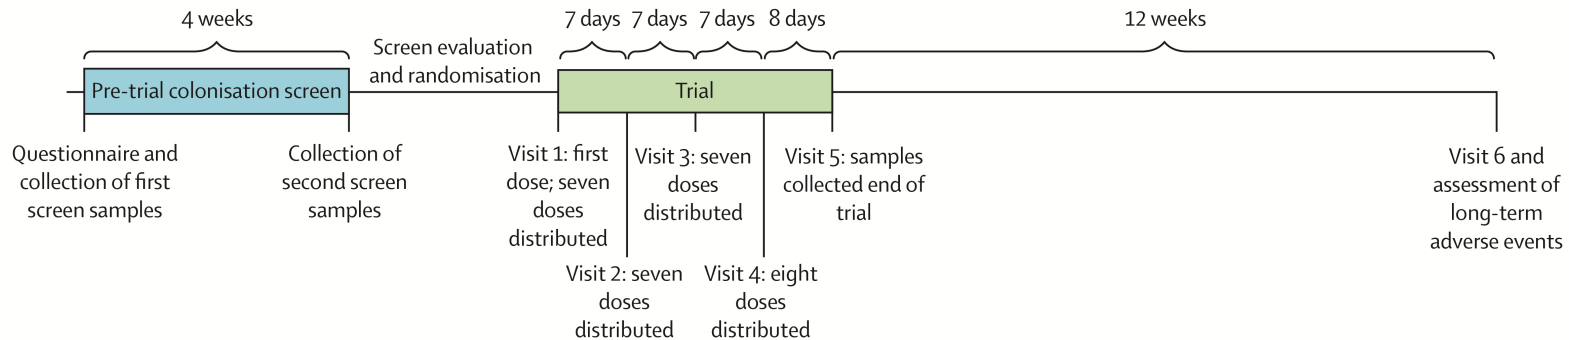 4 weeks
Screen evaluation
and randomisation
7 days
7 days
7 days
8 days
12 weeks
Pre-trial colonisation screen
Trial
Questionnaire and
collection of first
screen samples
Collection of
second screen
samples
Visit 1: first
dose; seven
doses
distributed
Visit 2: seven
doses
distributed
Visit 3: seven
doses
distributed
Visit 4: eight
doses
distributed
Visit 5: samples
collected end of
trial
Visit 6 and
assessment of
long-term
adverse events